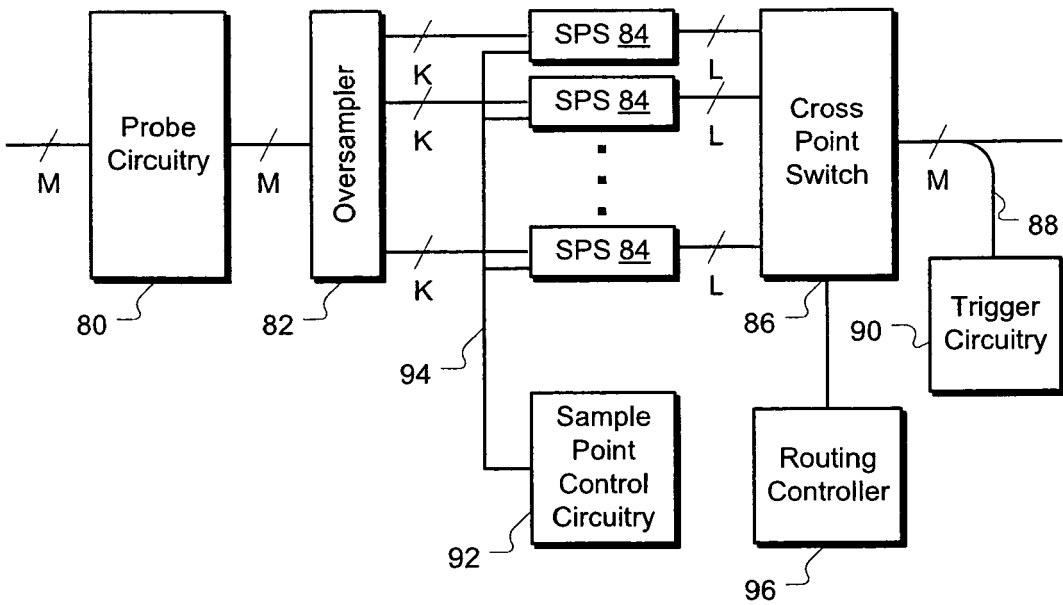 SPS 84
K
L
SPS 84
K
L
Probe
Circuitry
Oversampler
Cross
Point
Switch
M
M
M
88
SPS 84
K
L
80
82
86
90
Trigger
Circuitry
94
Sample
Point
Control
Circuitry
Routing
Controller
92
96